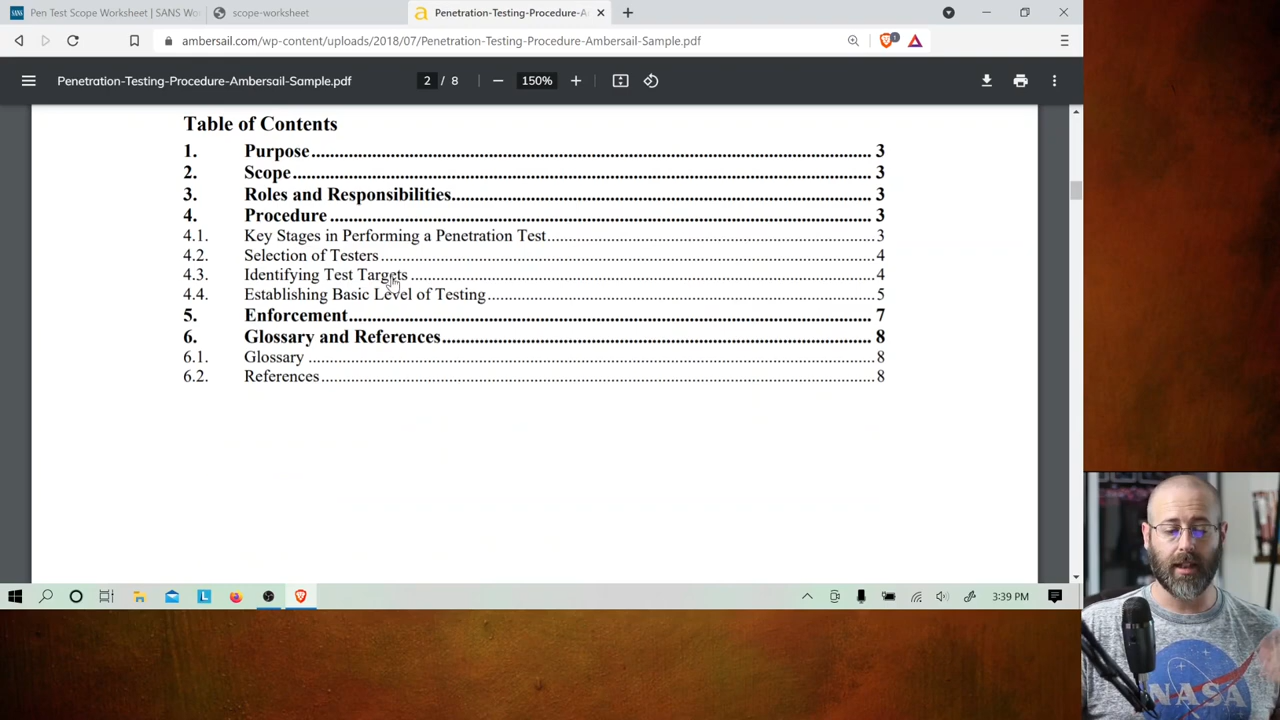 Pen Test Scope Worksheet | SANS Wo
scope-worksheet
Penetration-Testing-Procedure-A
ambersail.com/wp-content/uploads/2018/07/Penetration-Testing-Procedure-Ambersail-Sample.pdf
1
Penetration-Testing-Procedure-Ambersail-Sample.pdf
2 / 8
150%
Table of Contents
1. Purpose 3
2. Scope 3
3. Roles and Responsibilities 3
4. Procedure 3
4.1. Key Stages in Performing a Penetration Test 3
4.2. Selection of Testers 4
4.3. Identifying Test Targets 4
4.4. Establishing Basic Level of Testing 5
5. Enforcement 7
6. Glossary and References 8
6.1. Glossary 8
6.2. References 8
L
3:39 PM
NASA